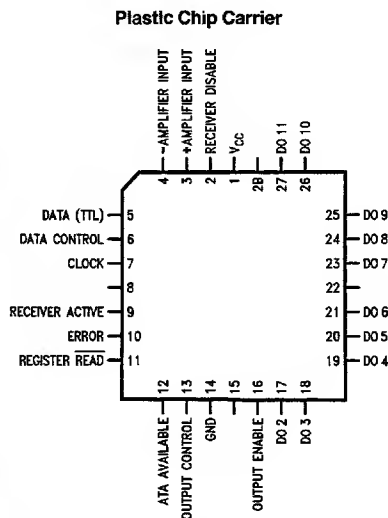 Plastic Chip Carrier
-AMPLIFIER INPUT
+AMPLIFIER INPUT
RECEIVER DISABLE
VCC
DO 11
DO 10
4
3
2
1
28
27
26
DATA (TTL)
5
25
DO 9
DATA CONTROL
6
24
DO 8
CLOCK
7
23
DO 7
8
22
RECEIVER ACTIVE
9
21
DO 6
ERROR
10
20
DO 5
REGISTER READ
11
19
DO 4
12
13
14
15
16
17
18
ATA AVAILABLE
OUTPUT CONTROL
GND
OUTPUT ENABLE
DO 2
DO 3